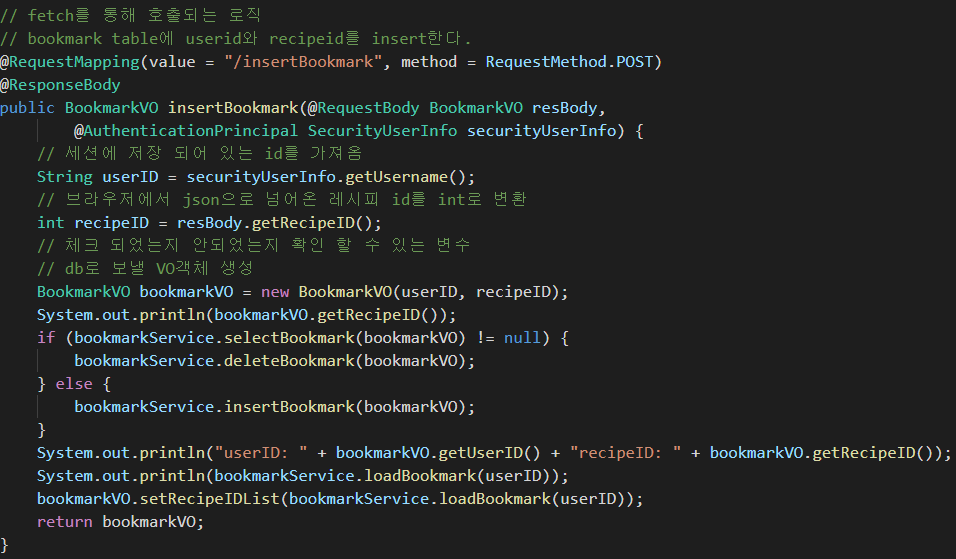 // fetch를 통해 호출되는 로직
// bookmark table에 userid와 recipeid를 insert한다.
@RequestMapping(value = "/insertBookmark", method = RequestMethod.POST)
@ResponseBody
public BookmarkVO insertBookmark(@RequestBody BookmarkVO resBody,
        @AuthenticationPrincipal SecurityUserInfo securityUserInfo) {
    // 세션에 저장 되어 있는 id를 가져옴
    String userID = securityUserInfo.getUsername();
    // 브라우저에서 json으로 넘어온 레시피 id를 int로 변환
    int recipeID = resBody.getRecipeID();
    // 체크 되었는지 안되었는지 확인 할 수 있는 변수
    // db로 보낼 VO객체 생성
    BookmarkVO bookmarkVO = new BookmarkVO(userID, recipeID);
    System.out.println(bookmarkVO.getRecipeID());
    if (bookmarkService.selectBookmark(bookmarkVO) != null) {
        bookmarkService.deleteBookmark(bookmarkVO);
    } else {
        bookmarkService.insertBookmark(bookmarkVO);
    }
    System.out.println("userID: " + bookmarkVO.getUserID() + "recipeID: " + bookmarkVO.getRecipeID());
    System.out.println(bookmarkService.loadBookmark(userID));
    bookmarkVO.setRecipeIDList(bookmarkService.loadBookmark(userID));
    return bookmarkVO;
}